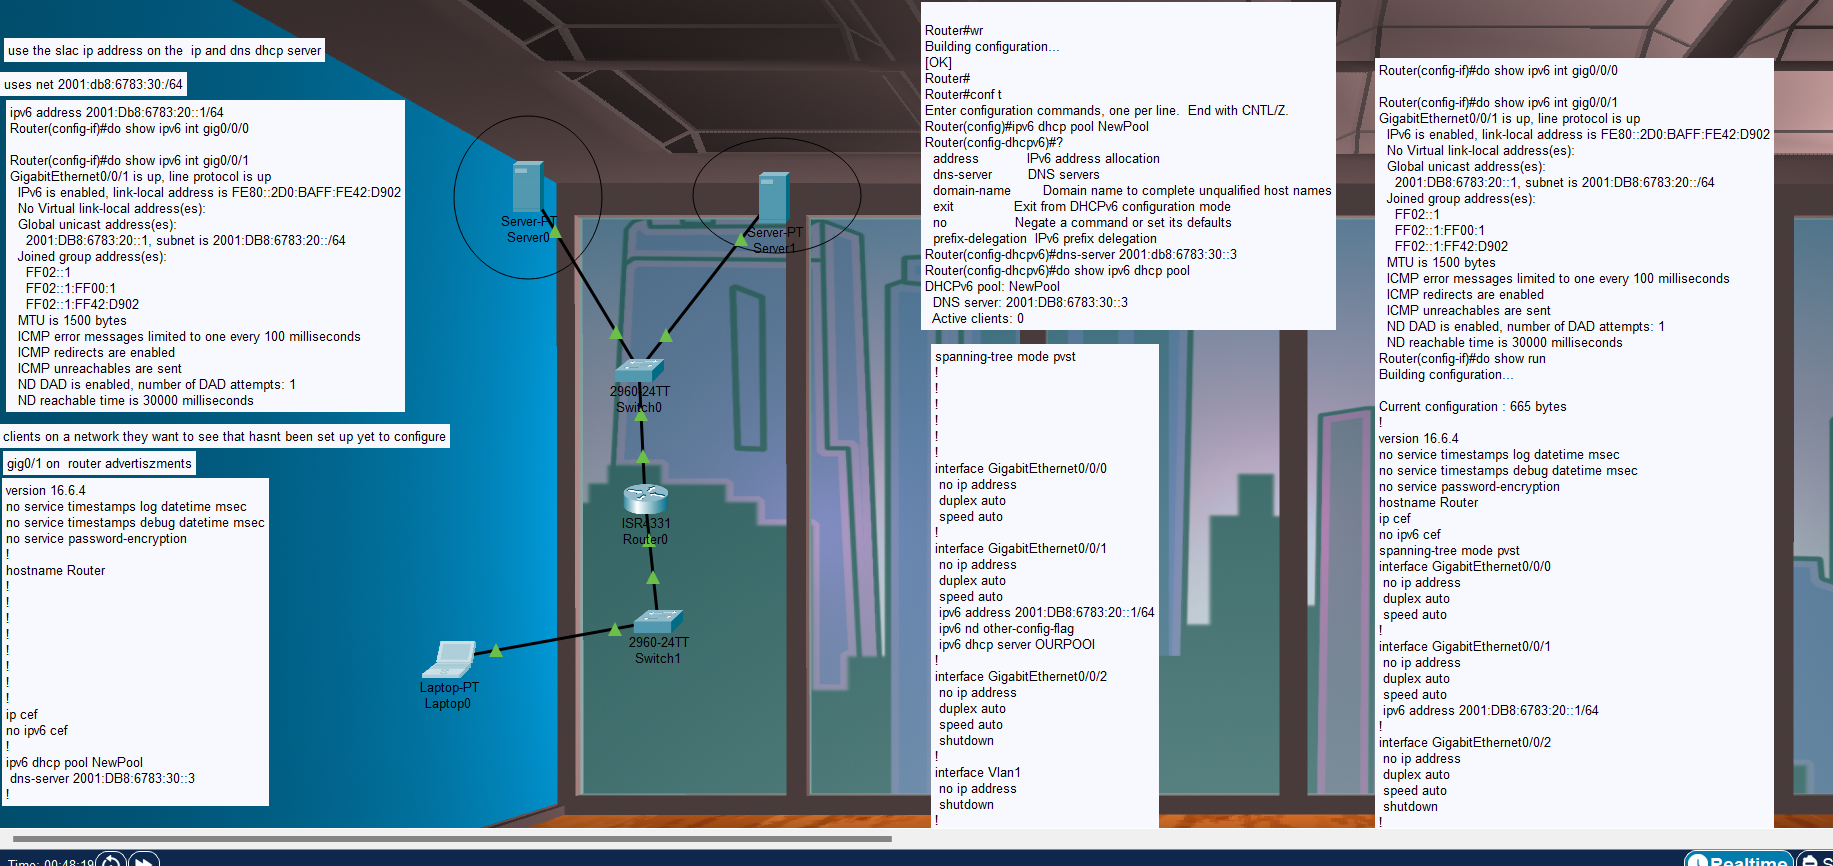 use the slac ip address on the  ip and dns dhcp server
uses net 2001:db8:6783:30:/64
ipv6 address 2001:Db8:6783:20::1/64
Router(config-if)#do show ipv6 int gig0/0/0
Router(config-if)#do show ipv6 int gig0/0/1
GigabitEthernet0/0/1 is up, line protocol is up
IPv6 is enabled, link-local address is FE80::2D0:BAFF:FE42:D902
No Virtual link-local address(es):
Global unicast address(es):
2001:DB8:6783:20::1, subnet is 2001:DB8:6783:20::/64
Joined group address(es):
FF02::1
FF02::1:FF00:1
FF02::1:FF42:D902
MTU is 1500 bytes
ICMP error messages limited to one every 100 milliseconds
ICMP redirects are enabled
ICMP unreachables are sent
ND DAD is enabled, number of DAD attempts: 1
ND reachable time is 30000 milliseconds
clients on a network they want to see that hasnt been set up yet to configure
gig0/1 on  router advertiszments
version 16.6.4
no service timestamps log datetime msec
no service timestamps debug datetime msec
no service password-encryption
!
hostname Router
!
!
!
!
!
!
!
!
ip cef
no ipv6 cef
!
ipv6 dhcp pool NewPool
dns-server 2001:DB8:6783:30::3
!
Server-PT
Server0
Server-PT
Server1
2960-24TT
Switch0
ISR4331
Router0
2960-24TT
Switch1
Laptop-PT
Laptop0
Router#wr
Building configuration...
[OK]
Router#
Router#conf t
Enter configuration commands, one per line.  End with CNTL/Z.
Router(config)#ipv6 dhcp pool NewPool
Router(config-dhcpv6)#?
address IPv6 address allocation
dns-server DNS servers
domain-name Domain name to complete unqualified host names
exit Exit from DHCPv6 configuration mode
no Negate a command or set its defaults
prefix-delegation IPv6 prefix delegation
Router(config-dhcpv6)#dns-server 2001:db8:6783:30::3
Router(config-dhcpv6)#do show ipv6 dhcp pool
DHCPv6 pool: NewPool
DNS server: 2001:DB8:6783:30::3
Active clients: 0
spanning-tree mode pvst
!
!
!
!
!
!
interface GigabitEthernet0/0/0
no ip address
duplex auto
speed auto
!
interface GigabitEthernet0/0/1
no ip address
duplex auto
speed auto
ipv6 address 2001:DB8:6783:20::1/64
ipv6 nd other-config-flag
ipv6 dhcp server OURPOOl
!
interface GigabitEthernet0/0/2
no ip address
duplex auto
speed auto
shutdown
!
interface Vlan1
no ip address
shutdown
!
Router(config-if)#do show ipv6 int gig0/0/0
Router(config-if)#do show ipv6 int gig0/0/1
GigabitEthernet0/0/1 is up, line protocol is up
IPv6 is enabled, link-local address is FE80::2D0:BAFF:FE42:D902
No Virtual link-local address(es):
Global unicast address(es):
2001:DB8:6783:20::1, subnet is 2001:DB8:6783:20::/64
Joined group address(es):
FF02::1
FF02::1:FF00:1
FF02::1:FF42:D902
MTU is 1500 bytes
ICMP error messages limited to one every 100 milliseconds
ICMP redirects are enabled
ICMP unreachables are sent
ND DAD is enabled, number of DAD attempts: 1
ND reachable time is 30000 milliseconds
Router(config-if)#do show run
Building configuration...
Current configuration : 665 bytes
!
version 16.6.4
no service timestamps log datetime msec
no service timestamps debug datetime msec
no service password-encryption
hostname Router
ip cef
no ipv6 cef
spanning-tree mode pvst
interface GigabitEthernet0/0/0
no ip address
duplex auto
speed auto
!
interface GigabitEthernet0/0/1
no ip address
duplex auto
speed auto
ipv6 address 2001:DB8:6783:20::1/64
!
interface GigabitEthernet0/0/2
no ip address
duplex auto
speed auto
shutdown
!
Time: 00:48:19
Realtime